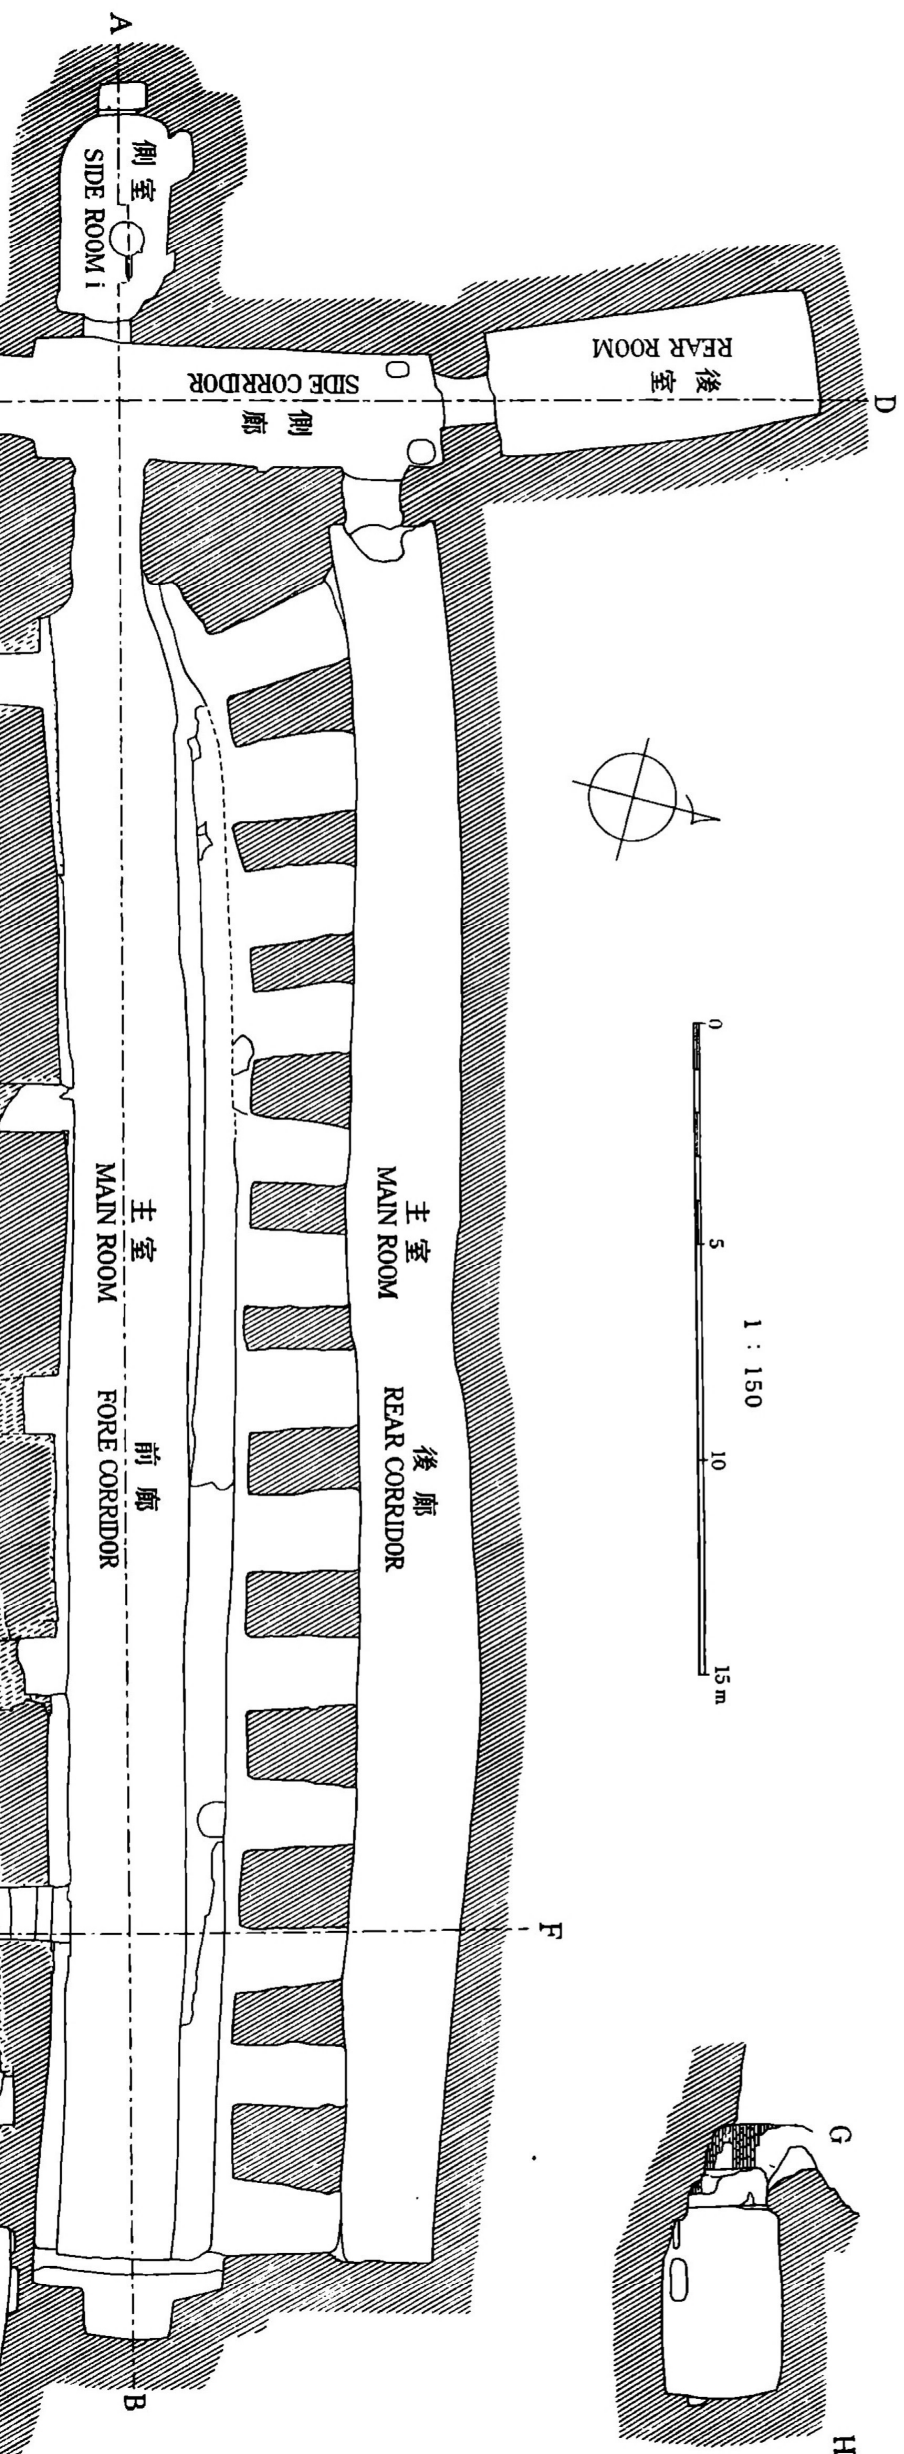 A
側室
SIDE ROOM i
SIDE CORRIDOR
側廊
REAR ROOM
後室
D
主室
MAIN ROOM
前廊
FORE CORRIDOR
主室
MAIN ROOM
後廊
REAR CORRIDOR
0
5
10
15 m
1 : 150
F
B
G
H